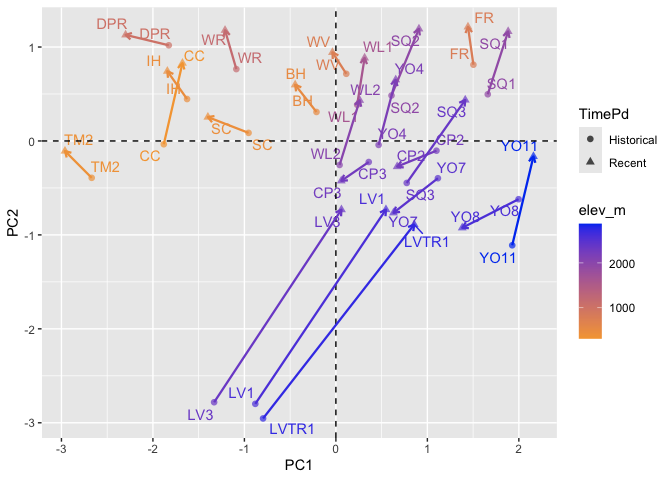 DPR
DPR
WR
WR
CC
IH
IH
BH
BH
SC
SC
CC
TM2
TM2
WV
WV
WL1
SQ2
YO4
WL2
WL1
SQ2
FR
FR
SQ1
SQ1
SQ3
YO4
CP2
CP2
WL2
CP3
CP3
YO7
YO7
SQ3
YO11
LV1
LV3
LVTR1
YO8
YO8
YO11
LV1
LV3
LVTR1
1
0
-1
-2
-3
PC2
-3
-2
-1
0
1
2
PC1
TimePd
Historical
Recent
elev_m
2000
1000